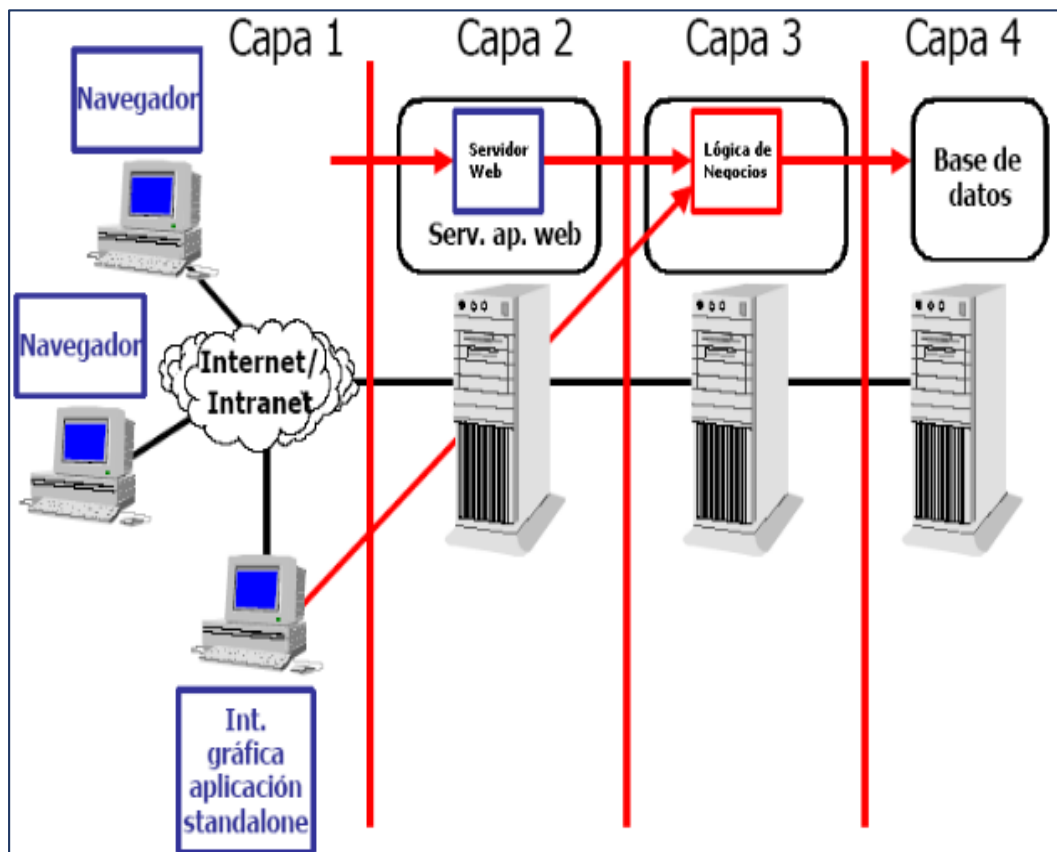 Capa 1
Capa 2
Capa 3
Capa 4
Navegador
Servidor
Web
Serv. ap. web
Lógica de
Negocios
Base de
datos
Navegador
Internet/
Intranet
Int.
gráfica
aplicación
standalone